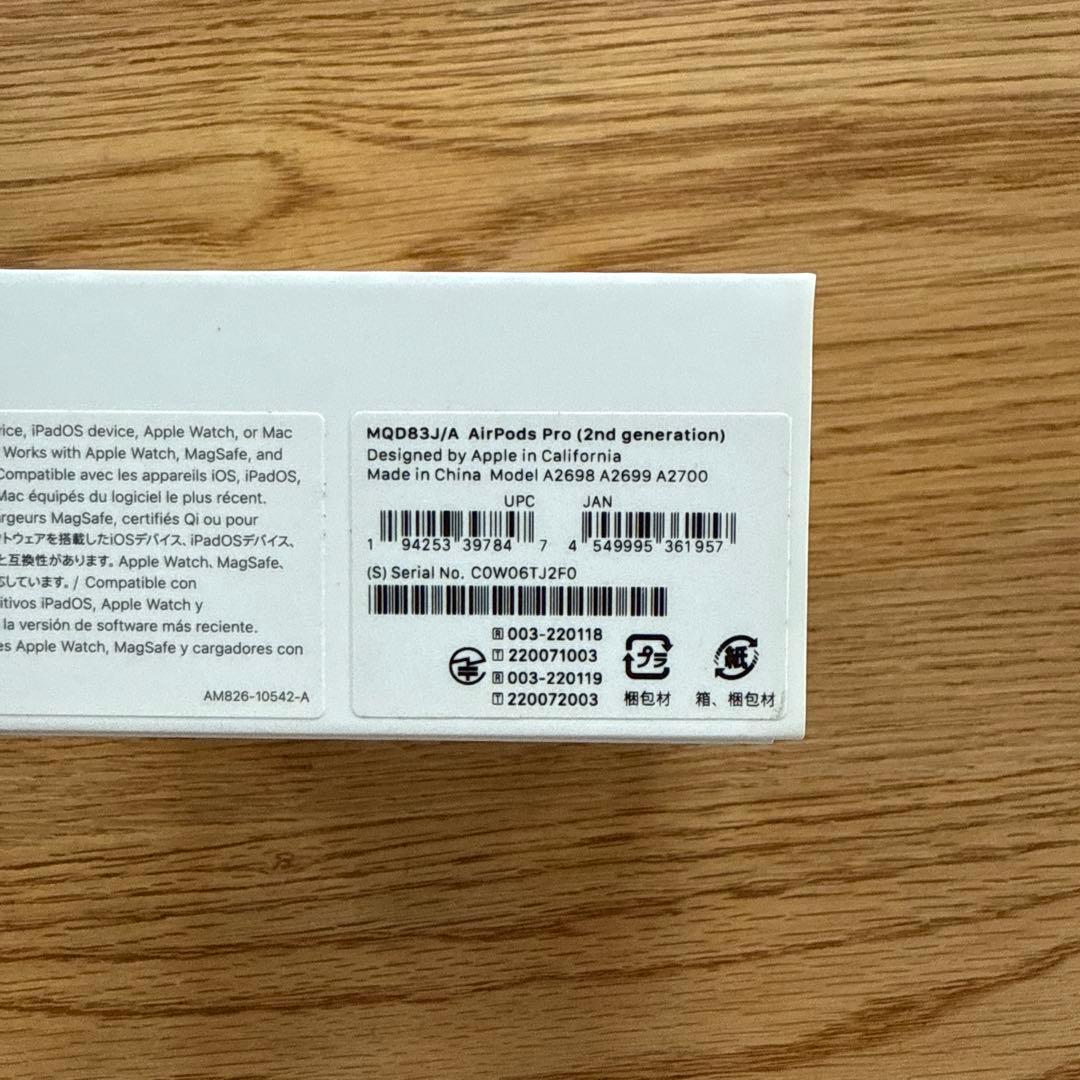 rice, iPadOS device, Apple Watch, or Mac
Works with Apple Watch, MagSafe, and
Compatible avec les appareils iOS, iPadOS,
Mac équipés du logiciel le plus récent.
argeurs MagSafe, certifiés Qi ou pour
トウェアを搭載したiOSデバイス、iPadOSデバイス、
と互換性があります。Apple Watch、MagSafe、
応しています。/ Compatible con
itivos iPadOS, Apple Watch y
la versión de software más reciente.
es Apple Watch, MagSafe y cargadores con
AM826-10542-A
MQD83J/A AirPods Pro (2nd generation)
Designed by Apple in California
Made in China Model A2698 A2699 A2700
UPC
1 94253 39784 7
JAN
4 549995 361957
(S) Serial No. C0W06TJ2F0
R 003-220118
T 220071003
R 003-220119
T 220072003
プラ
梱包材
紙
箱、梱包材